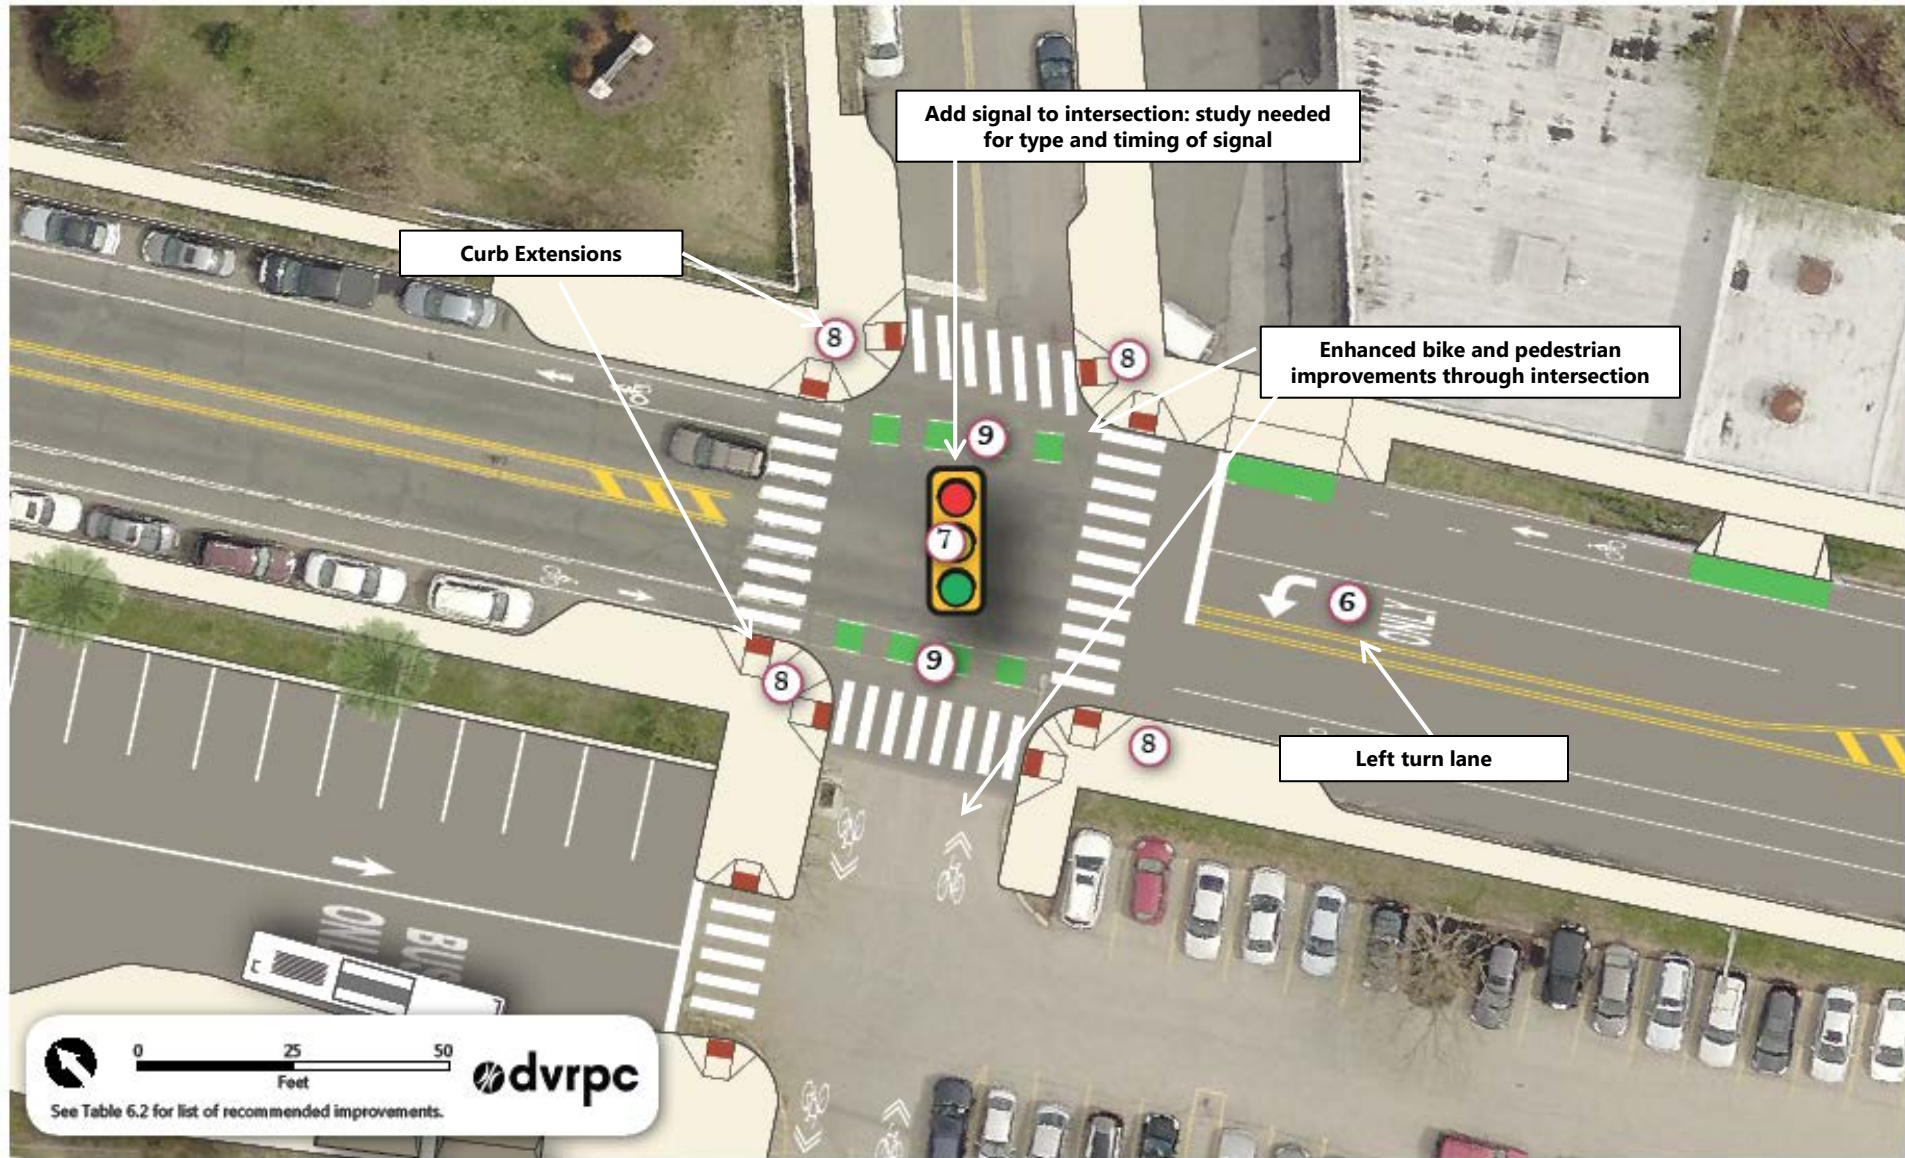 Add signal to intersection: study needed
for type and timing of signal
Curb Extensions
8
8
Enhanced bike and pedestrian
improvements through intersection
9
7
6
ONLY
9
8
8
Left turn lane
BUS
ONLY
0 25 50
Feet
dvrpc
See Table 6.2 for list of recommended improvements.